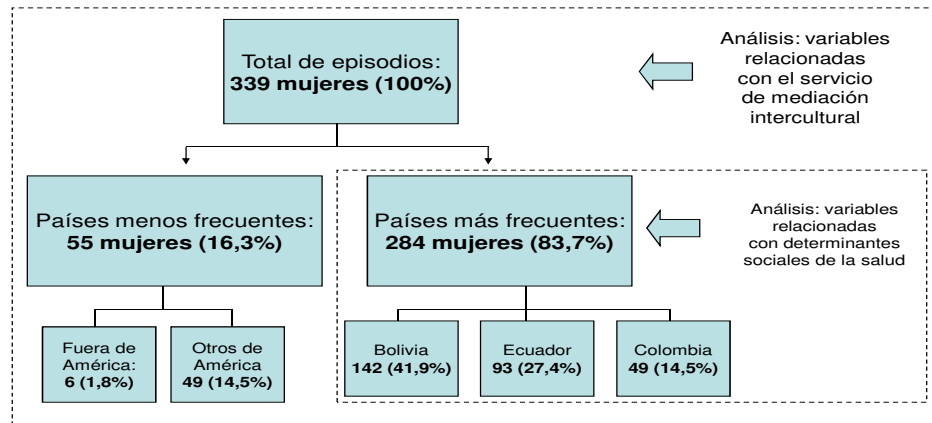 Total de episodios:
339 mujeres (100%)
Análisis: variables
relacionadas
con el servicio
de mediación
intercultural
Países menos frecuentes:
55 mujeres (16,3%)
Países más frecuentes:
284 mujeres (83,7%)
Análisis: variables
relacionadas
con determinantes
sociales de la salud
Fuera de
América:
6 (1,8%)
Otros de
América
49 (14,5%)
Bolivia
142 (41,9%)
Ecuador
93 (27,4%)
Colombia
49 (14,5%)